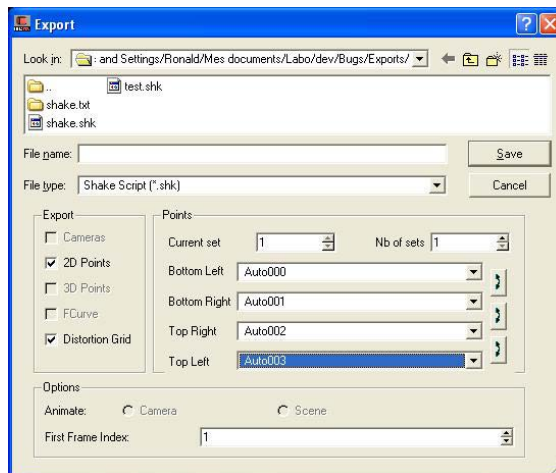 Export
Look in: : and Settings/Ronald/Mes documents/Labo/dev/Bugs/Exports/
..
test.shk
shake.txt
shake.shk
File name:
Save
File type: Shake Script (*.shk)
Cancel
Export
Cameras
2D Points
3D Points
FCurve
Distortion Grid
Points
Current set 1 Nb of sets 1
Bottom Left Auto000
Bottom Right Auto001
Top Right Auto002
Top Left Auto003
Options
Animate: Camera Scene
First Frame Index: 1